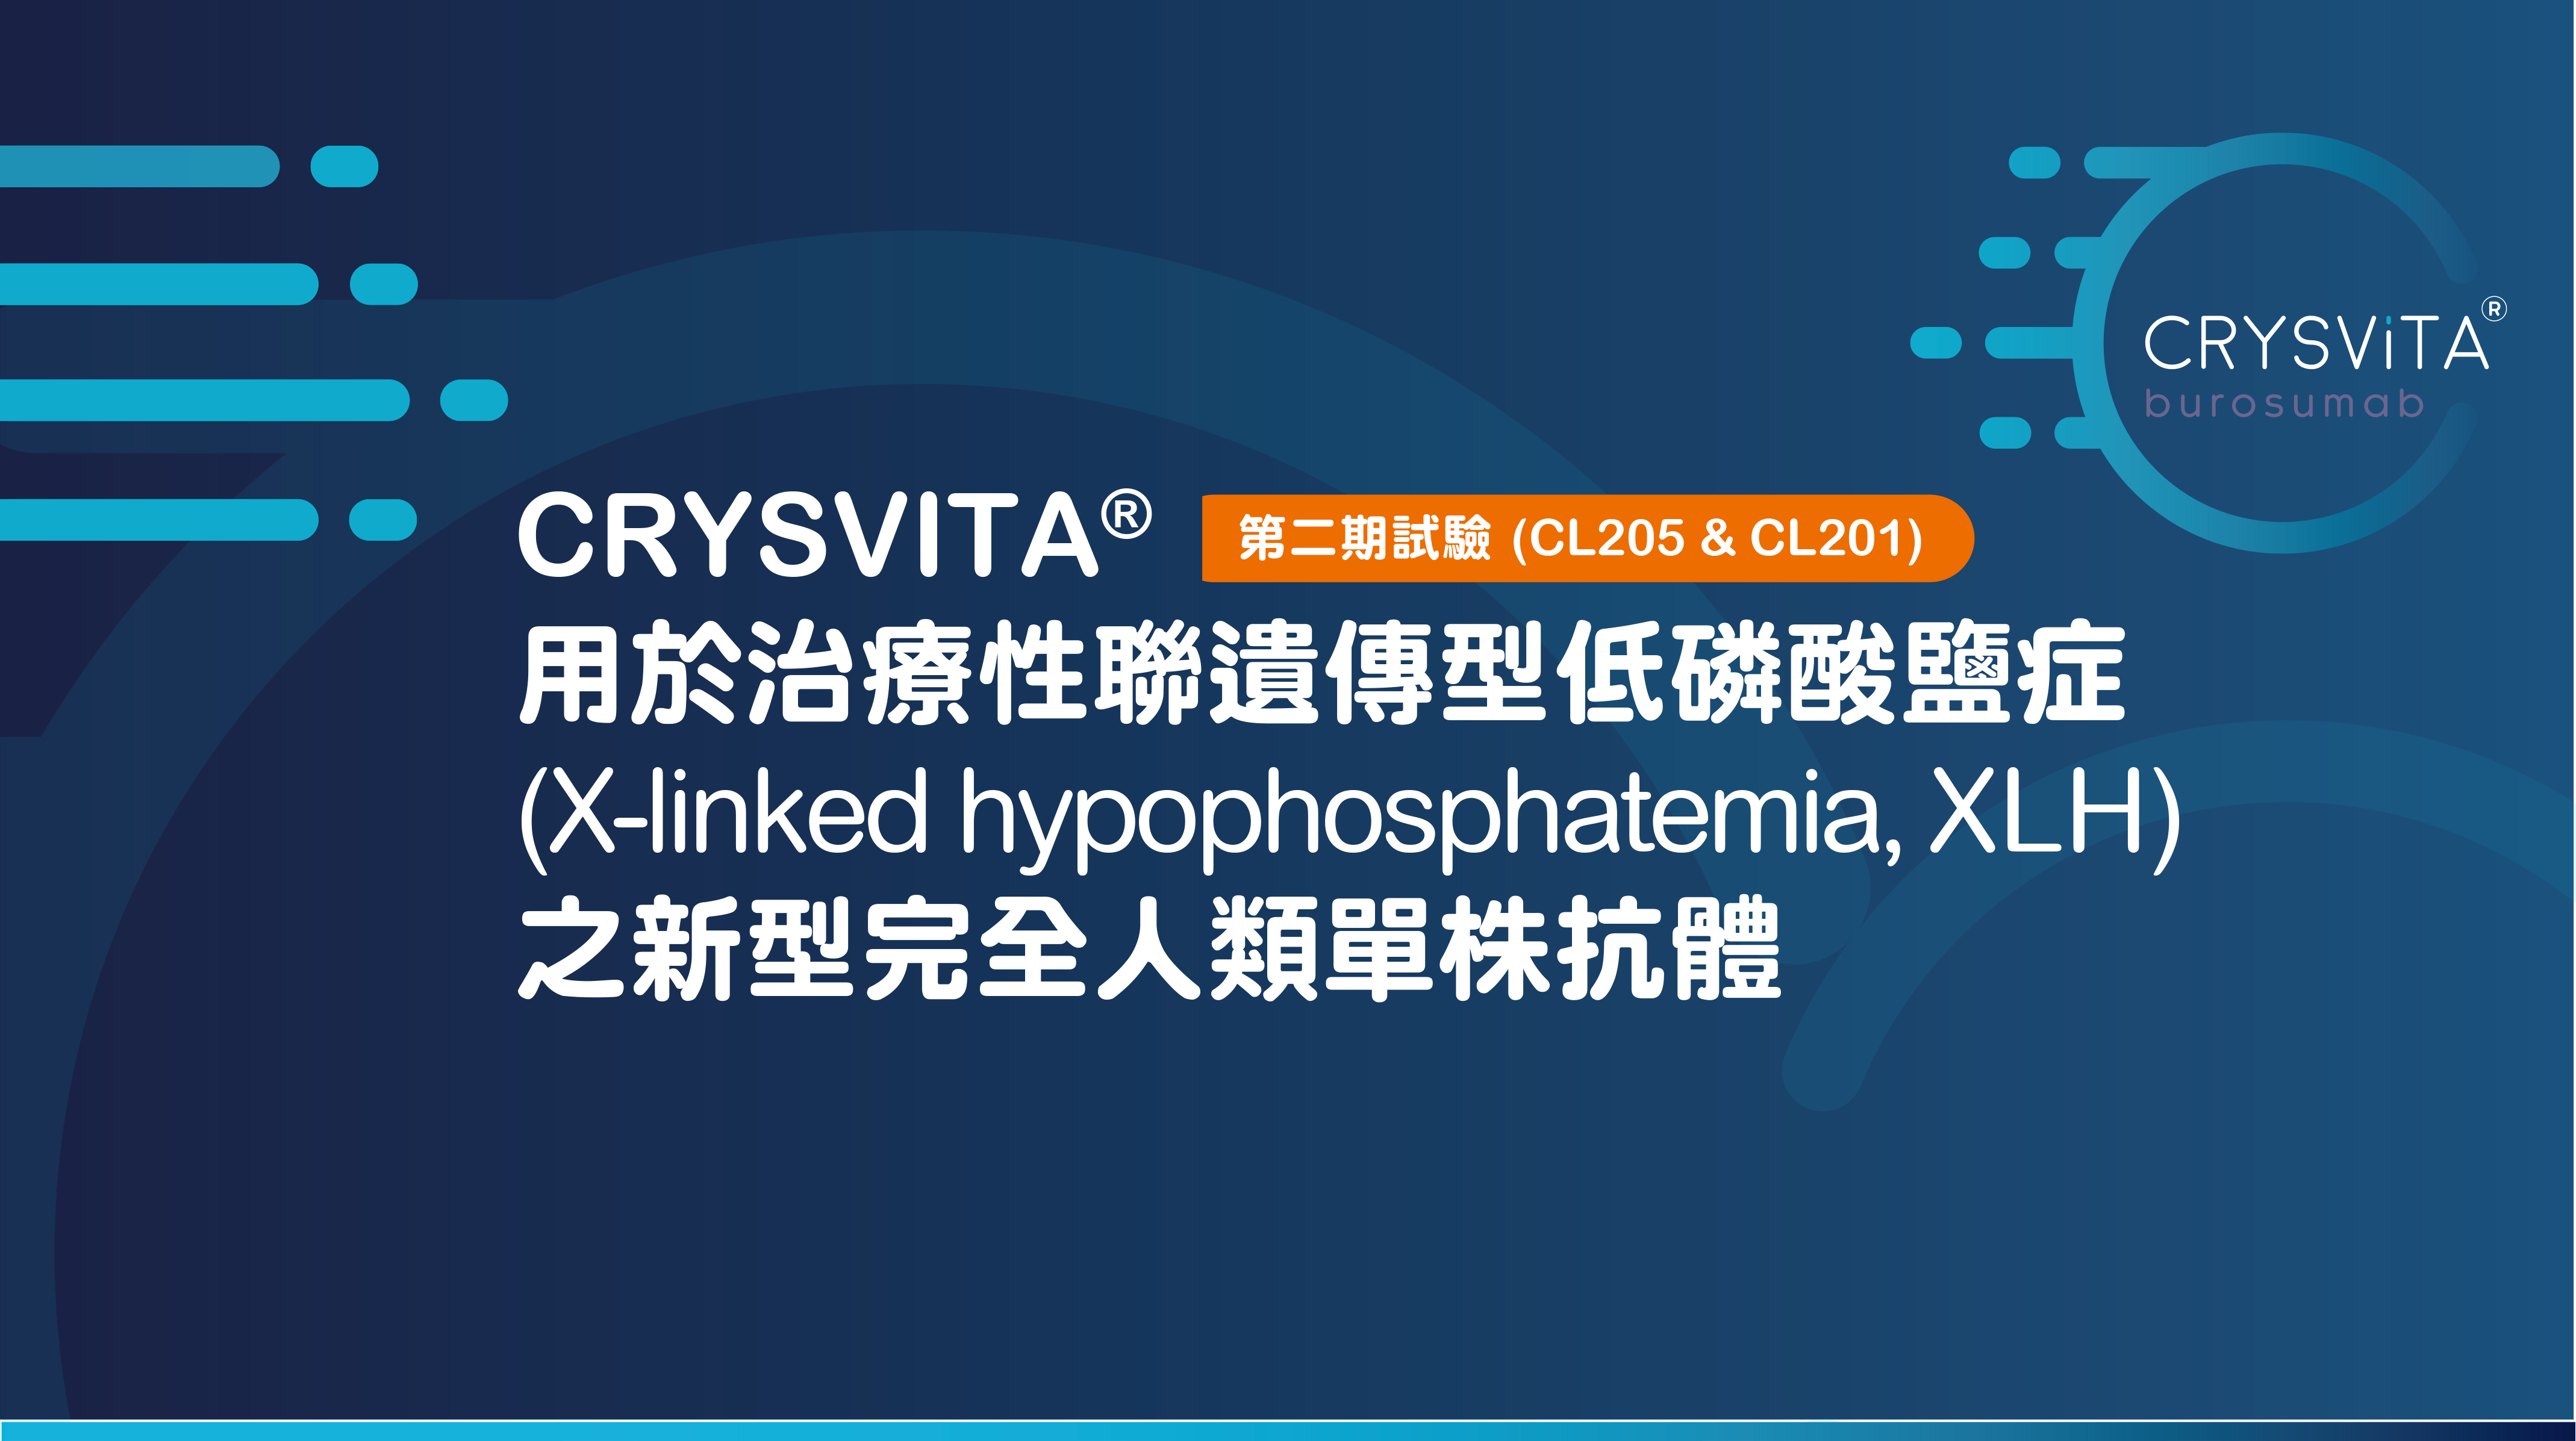 CRYSViTA®
burosumab
CRYSVITA® 第二期試驗 (CL205 & CL201)
用於治療性聯遺傳型低磷酸鹽症
(X-linked hypophosphatemia, XLH)
之新型完全人類單株抗體